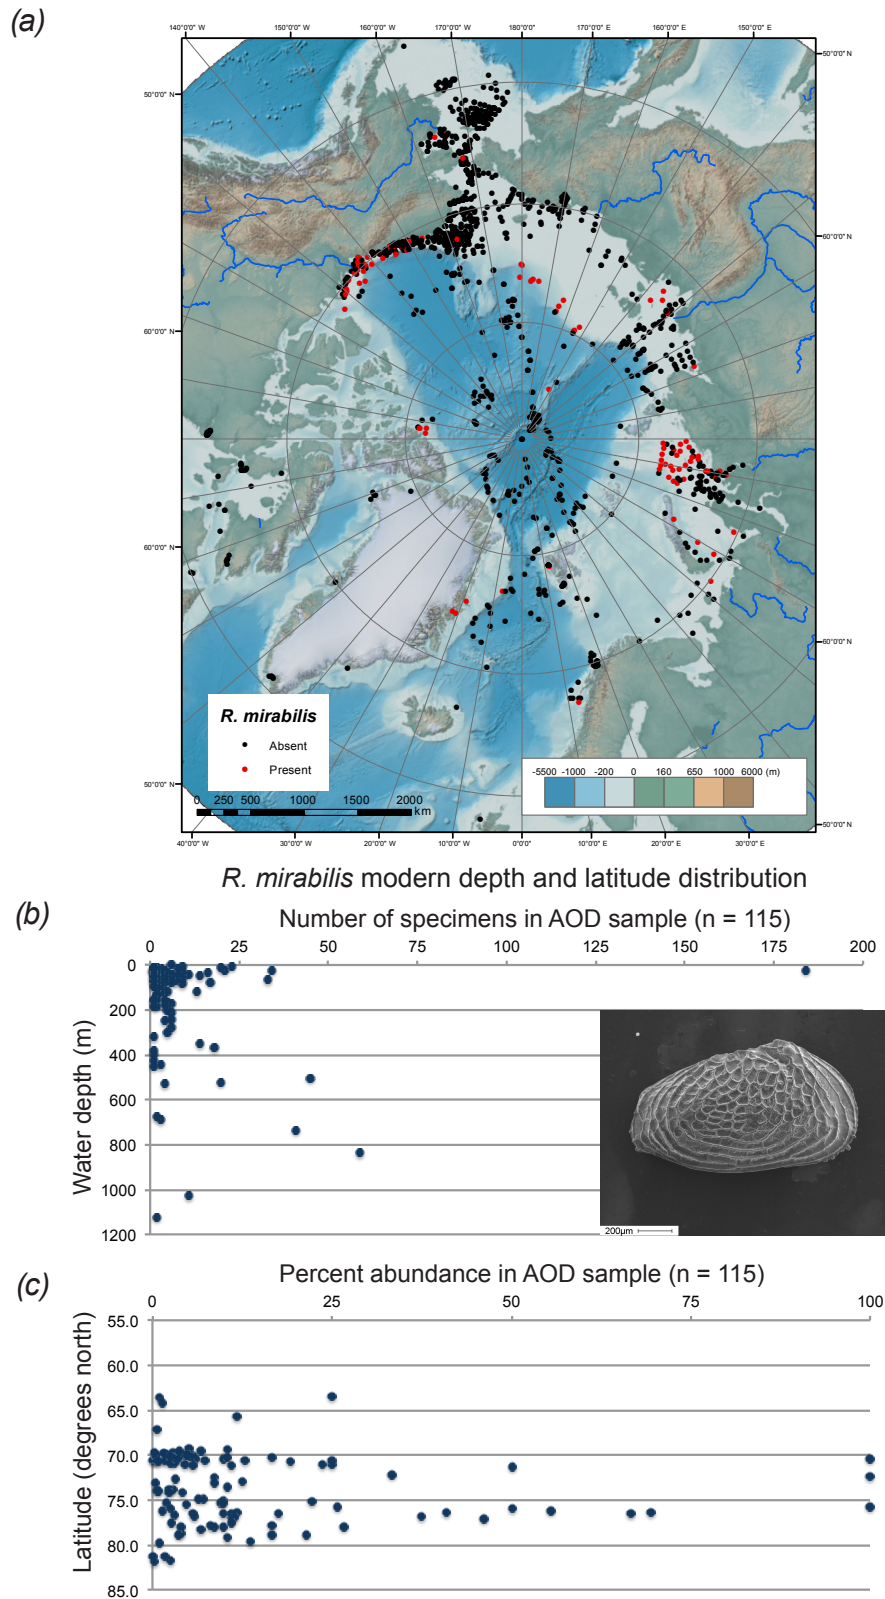 (a)
140°0'0" W 160°0'0" W 170°0'0" W 180°0'0" 170°0'0" E 160°0'0" E 150°0'0" E
50°0'0" N
50°0'0" N
60°0'0" N
60°0'0" N
60°0'0" N
60°0'0" N
50°0'0" N
50°0'0" N
R. mirabilis
Absent
Present
0 250 500 1000 1500 2000
km
-5500 -1000 -200 0 160 650 1000 6000 (m)
40°0'0" W 20°0'0" W 10°0'0" W 0°0'0" 10°0'0" E 20°0'0" E 30°0'0" E
R. mirabilis modern depth and latitude distribution
(b)
Number of specimens in AOD sample (n = 115)
0 25 50 75 100 125 150 175 200
Water depth (m)
0
200
400
600
800
1000
1200
200µm
(c)
Percent abundance in AOD sample (n = 115)
0 25 50 75 100
Latitude (degrees north)
55.0
60.0
65.0
70.0
75.0
80.0
85.0